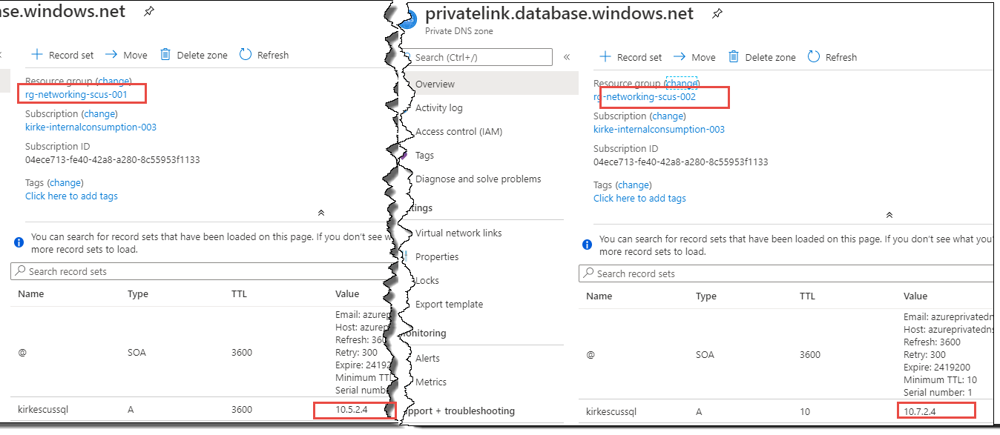 se.windows.net
Record set
Move
Delete zone
Refresh
Resource group (change)
rg-networking-scus-001
Subscription (change)
kirke-internalconsumption-003
Subscription ID
04ece713-fe40-42a8-a280-8c55953f1133
Tags (change)
Click here to add tags
You can search for record sets that have been loaded on this page. If you don't see w
more record sets to load.
Search record sets
Name Type TTL Value
@ SOA 3600
Email: azurep
Host: azurep
Refresh: 360
Retry: 300
Expire: 24192
Minimum TTL
Serial numb
kirkescussql A 3600 10.5.2.4
privatelink.database.windows.net
Private DNS zone
Search (Ctrl+/)
«
Overview
Activity log
Access control (IAM)
Tags
Diagnose and solve problems
tings
Virtual network links
Properties
Locks
Export template
onitoring
Alerts
Metrics
pport + troubleshooting
Record set
Move
Delete zone
Refresh
Resource group (change)
rg-networking-scus-002
Subscription (change)
kirke-internalconsumption-003
Subscription ID
04ece713-fe40-42a8-a280-8c55953f1133
Tags (change)
Click here to add tags
You can search for record sets that have been loaded on this page. If you don't see what you'
more record sets to load.
Search record sets
Name Type TTL Value
@ SOA 3600
Email: azureprivatedn
Host: azureprivatedns
Refresh: 3600
Retry: 300
Expire: 2419200
Minimum TTL: 10
Serial number: 1
kirkescussql A 10 10.7.2.4